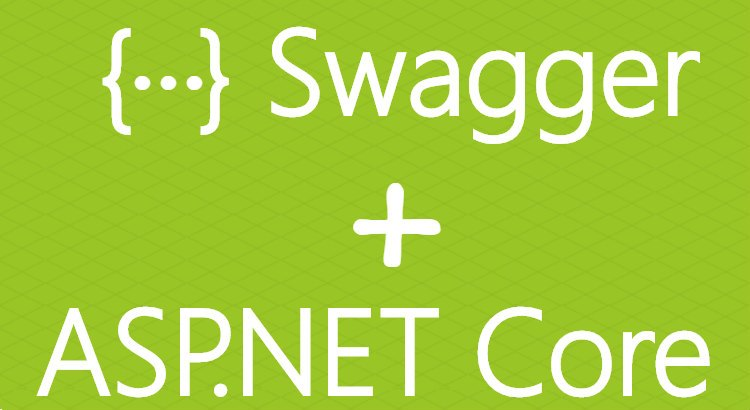 {...} Swagger
+
ASP.NET Core